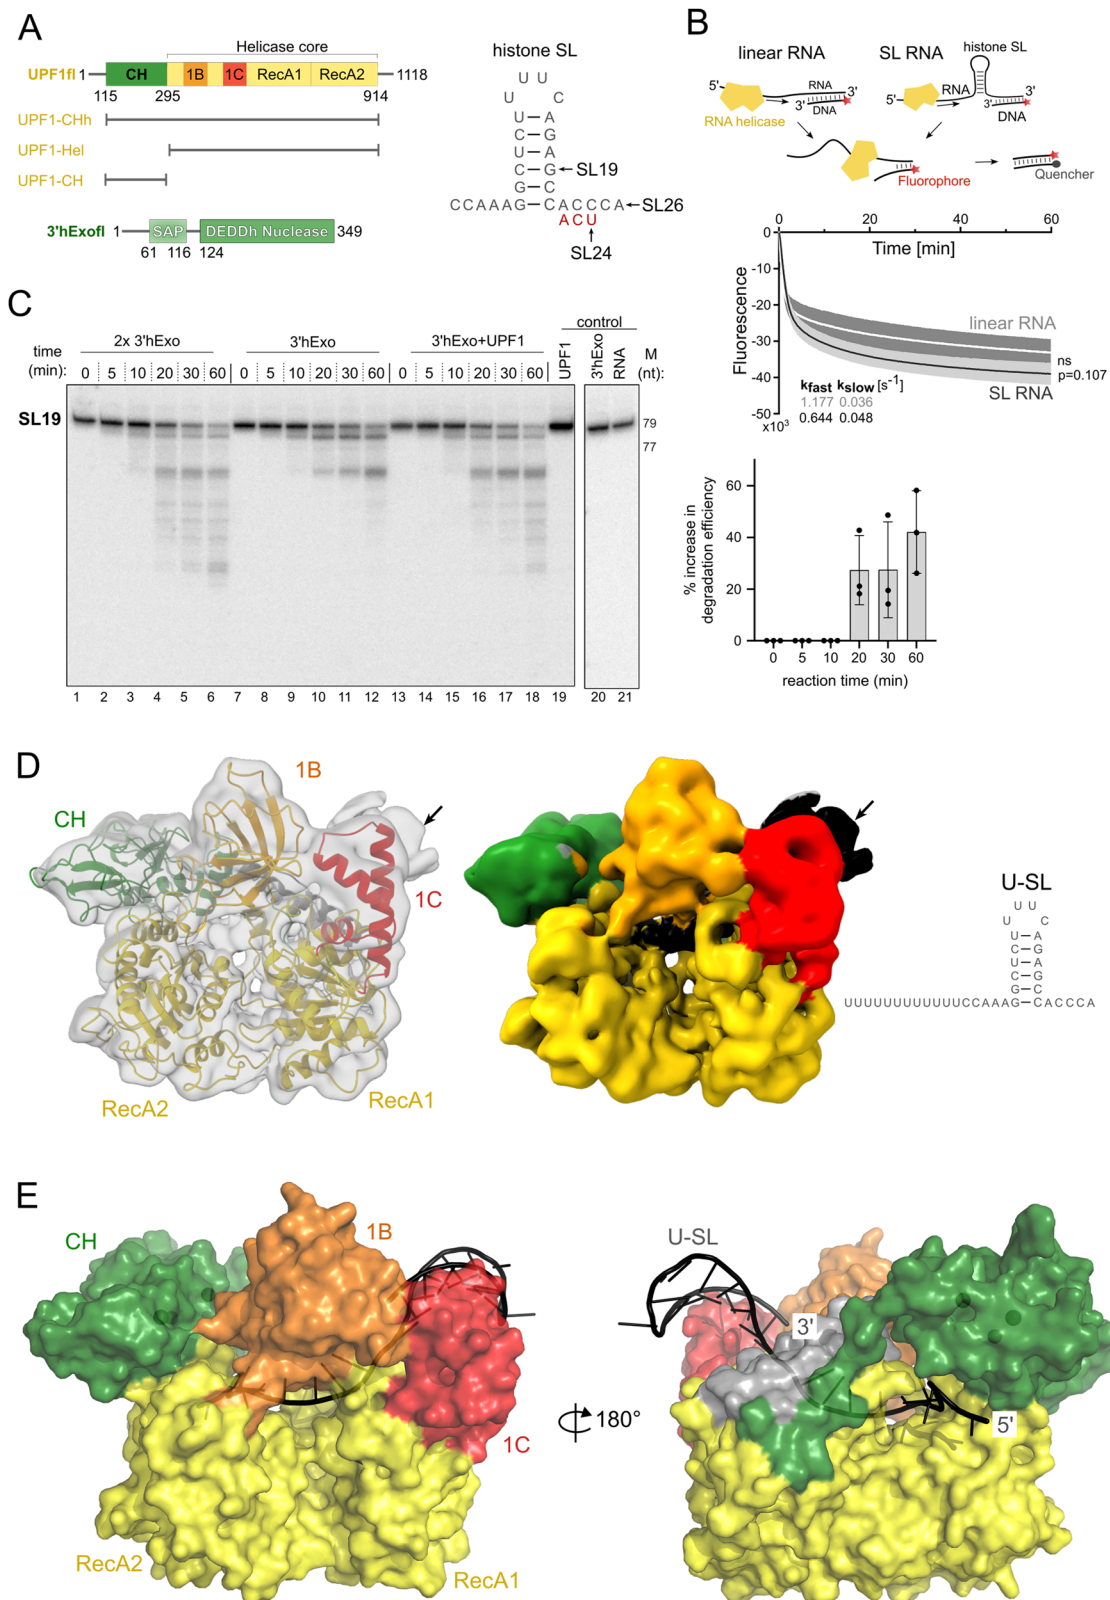 A
Helicase core
UPF1fl 1 CH 1B 1C RecA1 RecA2 1118
115 295 914
UPF1-CHh
UPF1-Hel
UPF1-CH
3'hExofl 1 SAP DEDDh Nuclease 349
61 116 124
histone SL
U U
U C
U A
U G
C A
U A
C G
G C
SL19
G C
CCAAAG CACCCA SL26
ACU
SL24
B
linear RNA
SL RNA
histone SL
5'
RNA
3'
3'
DNA
RNA helicase
5'
RNA
3'
3'
DNA
Fluorophore
Quencher
0 20 40 60
Time [min]
Fluorescence
0
-10
-20
-30
-40
-50
x10³
linear RNA
SL RNA
ns
p=0.107
kfast kslow [s⁻¹]
1.177 0.036
0.644 0.048
C
control
2x 3'hExo 3'hExo 3'hExo+UPF1 UPF1 3'hExo RNA
time (min): 0 5 10 20 30 60 0 5 10 20 30 60 0 5 10 20 30 60 M (nt):
SL19
79
77
1 2 3 4 5 6 7 8 9 10 11 12 13 14 15 16 17 18 19 20 21
% increase in
degradation efficiency
60
40
20
0
0 5 10 20 30 60
reaction time (min)
D
1B
CH
1C
RecA2
RecA1
U-SL
U U
U C
U A
C G
U A
C G
G C
UUUUUUUUUUUUUCCAAAG CACCCA
E
CH
1B
1C
RecA2
RecA1
180°
U-SL
3'
5'